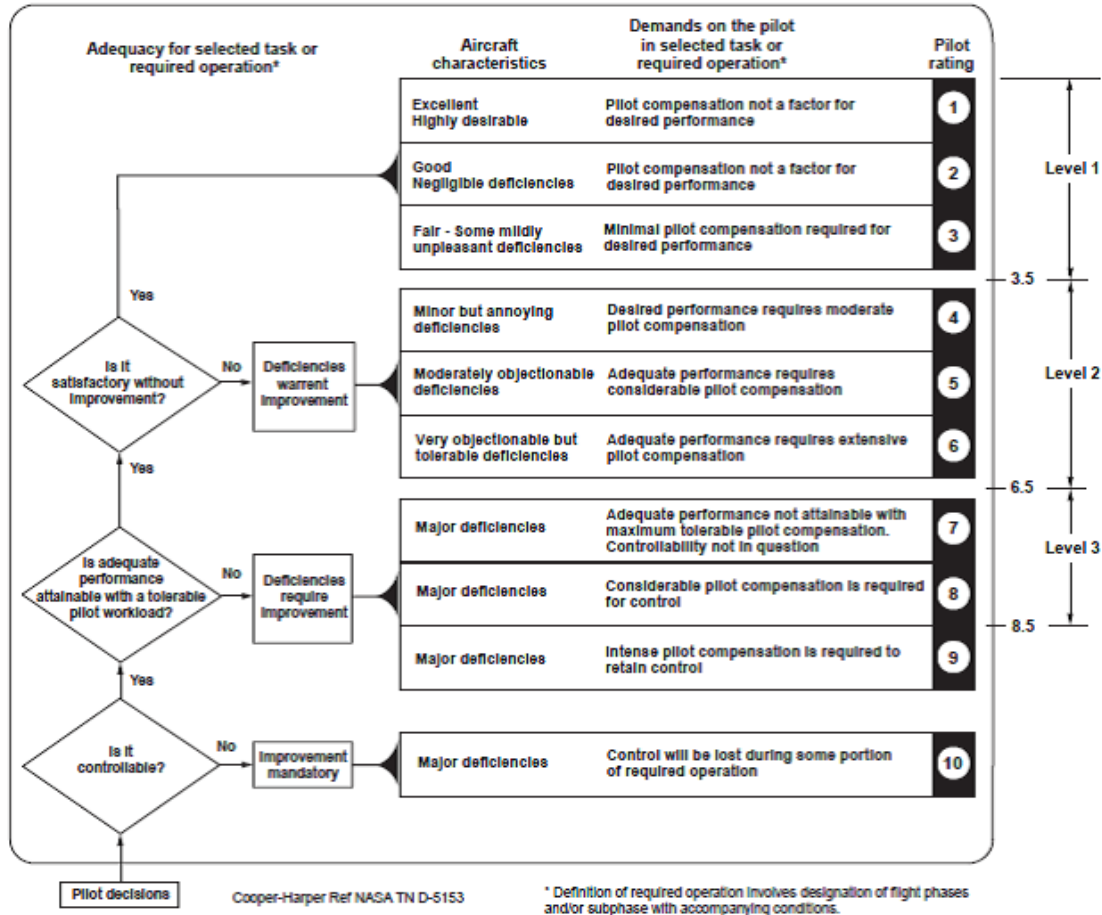 Adequacy for selected task or
required operation*
Aircraft
characteristics
Demands on the pilot
in selected task or
required operation*
Pilot
rating
Excellent
Highly desirable
Pilot compensation not a factor for
desired performance
1
Good
Negligible deficiencies
Pilot compensation not a factor for
desired performance
2
Fair - Some mildly
unpleasant deficiencies
Minimal pilot compensation required for
desired performance
3
Level 1
3.5
Yes
Is it
satisfactory without
improvement?
No
Deficiencies
warrent
improvement
Minor but annoying
deficiencies
Desired performance requires moderate
pilot compensation
4
Moderately objectionable
deficiencies
Adequate performance requires
considerable pilot compensation
5
Very objectionable but
tolerable deficiencies
Adequate performance requires extensive
pilot compensation
6
Level 2
6.5
Yes
Is adequate
performance
attainable with a tolerable
pilot workload?
No
Deficiencies
require
improvement
Major deficiencies
Adequate performance not attainable with
maximum tolerable pilot compensation.
Controllability not in question
7
Major deficiencies
Considerable pilot compensation is required
for control
8
Major deficiencies
Intense pilot compensation is required to
retain control
9
Level 3
8.5
Yes
Is it
controllable?
No
Improvement
mandatory
Major deficiencies
Control will be lost during some portion
of required operation
10
Pilot decisions
Cooper-Harper Ref NASA TN D-5153
* Definition of required operation involves designation of flight phases
and/or subphase with accompanying conditions.